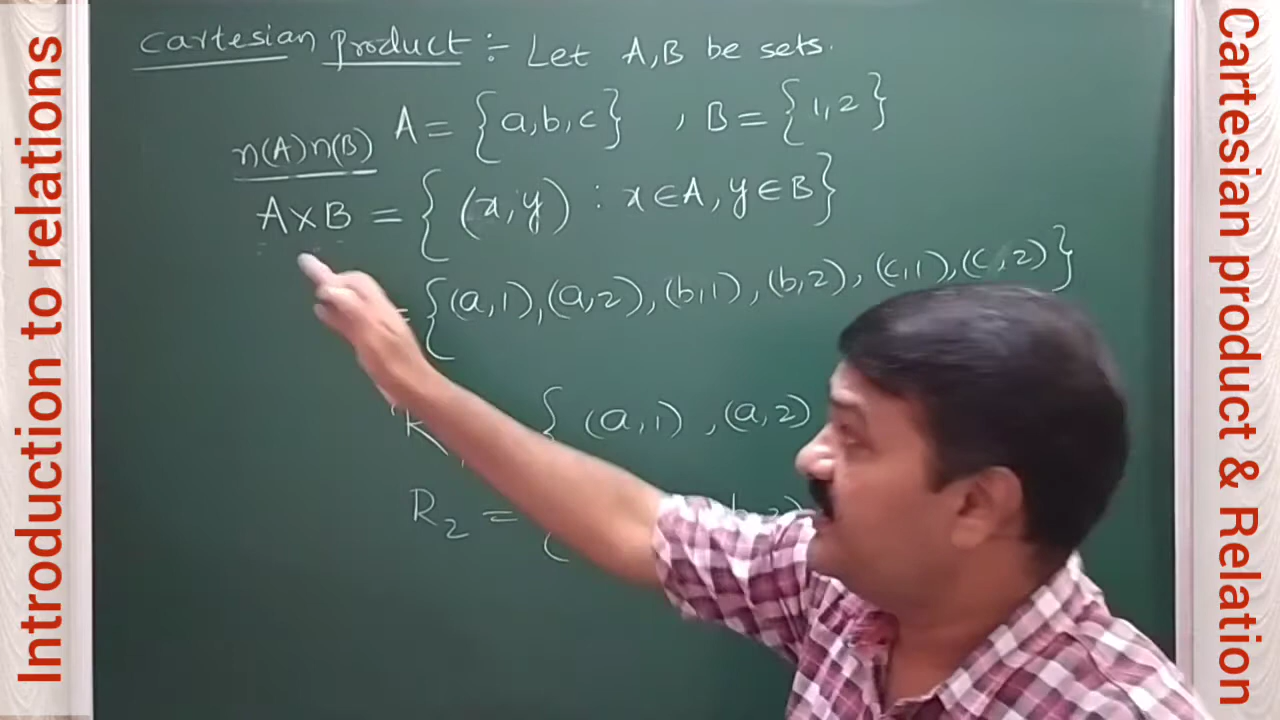 Introduction to relations
Cartesian product :- Let A,B be sets.
A = {a,b,c} , B = {1,2}
n(A)n(B)
A×B = {(x,y) : x∈A, y∈B}
= {(a,1),(a,2),(b,1),(b,2),(c,1),(c,2)}
R { (a,1) ,(a,2)
R₂ =
Cartesian product & Relation